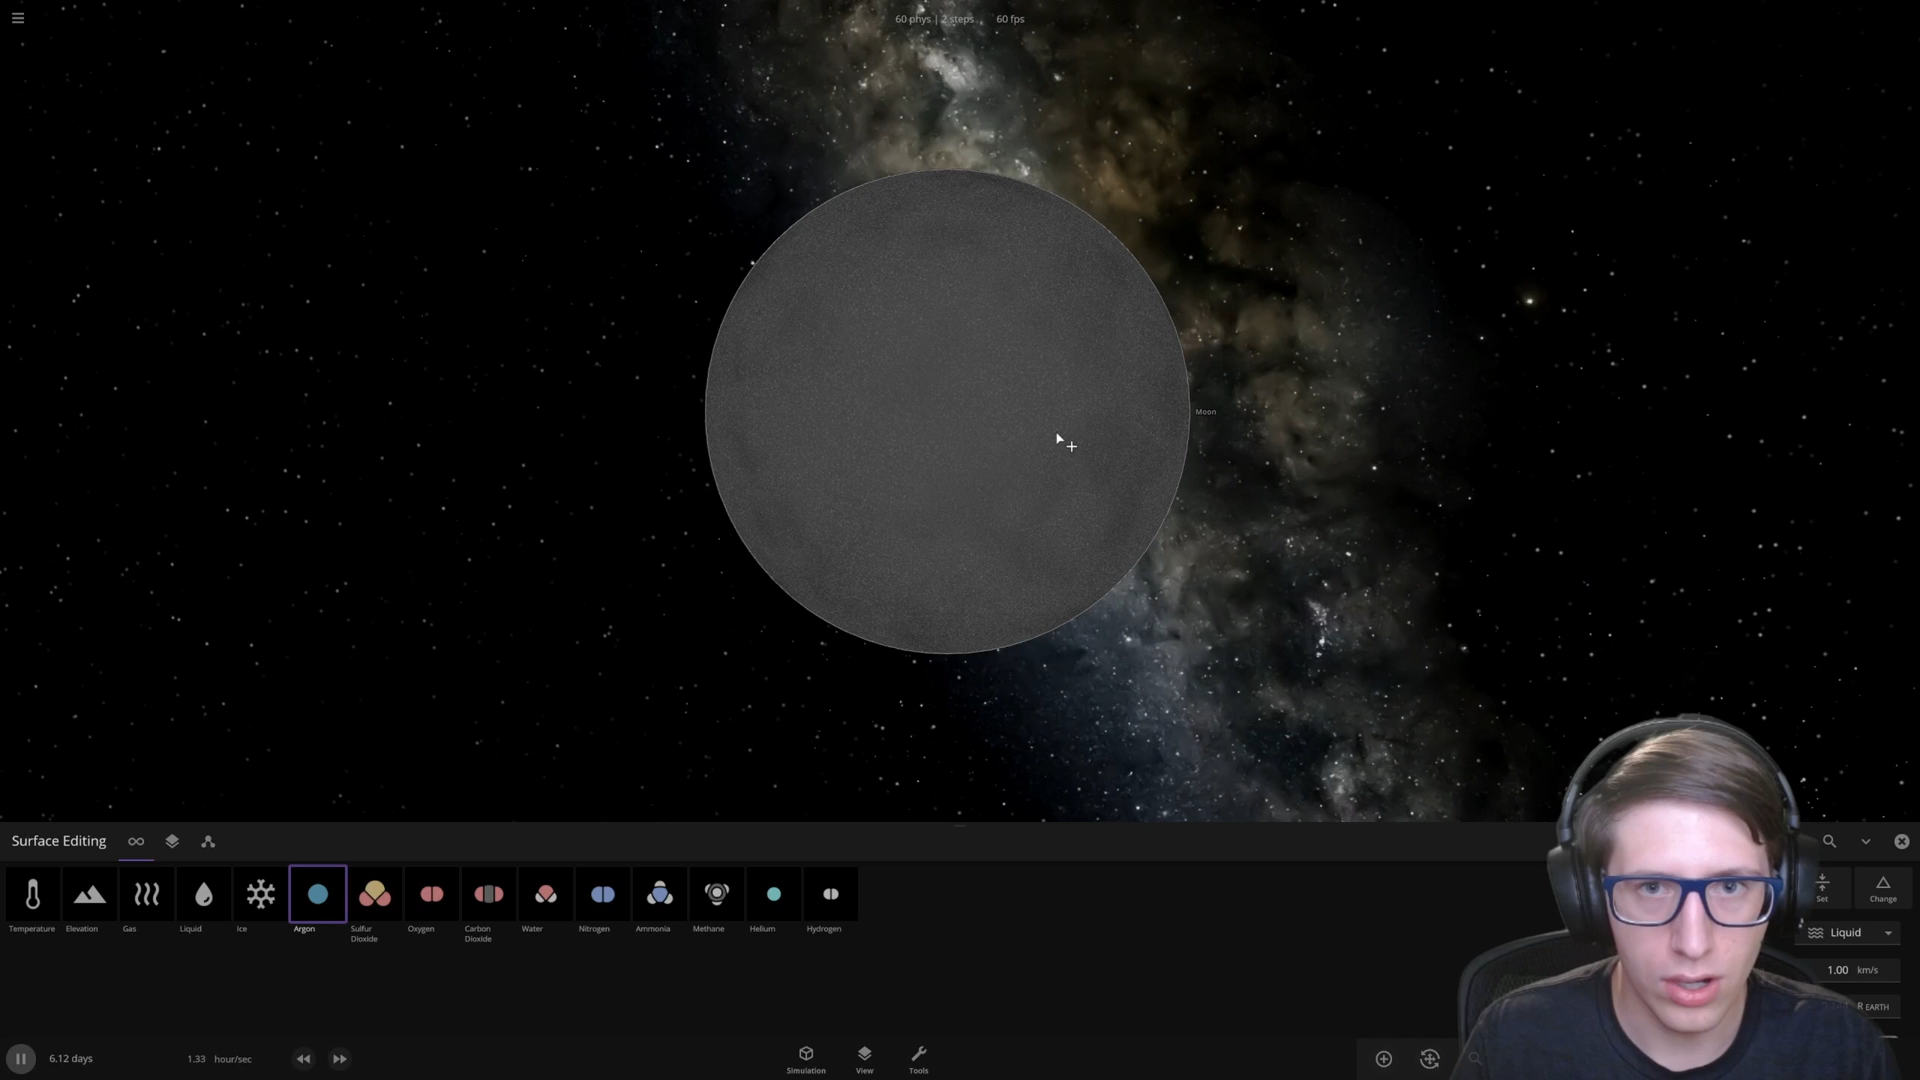 60 phys | 2 steps 60 fps
Moon
Surface Editing
Set Change
Temperature Elevation Gas Liquid Ice Argon Sulfur Dioxide Oxygen Carbon Dioxide Water Nitrogen Ammonia Methane Helium Hydrogen
Liquid
1.00 km/s
R EARTH
6.12 days 1.33 hour/sec
Simulation View Tools